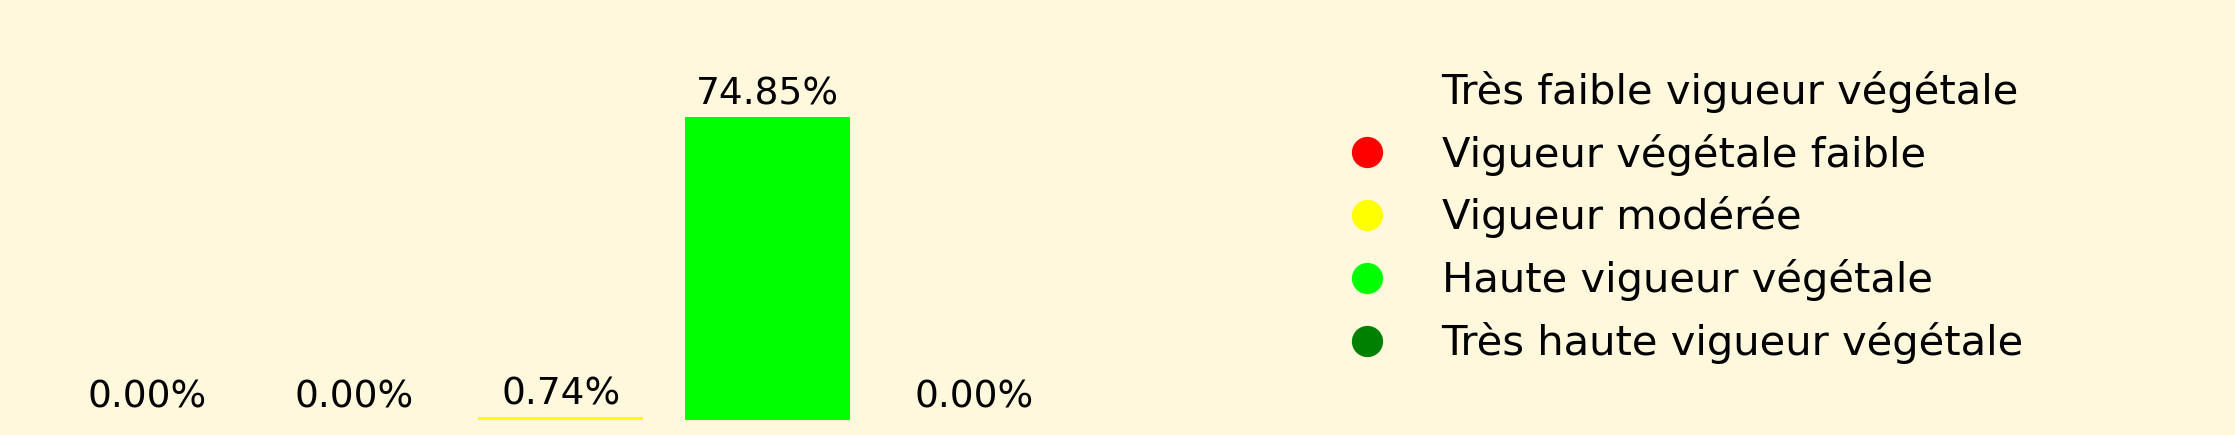 74.85%
0.00%
0.00%
0.74%
0.00%
Très faible vigueur végétale
Vigueur végétale faible
Vigueur modérée
Haute vigueur végétale
Très haute vigueur végétale